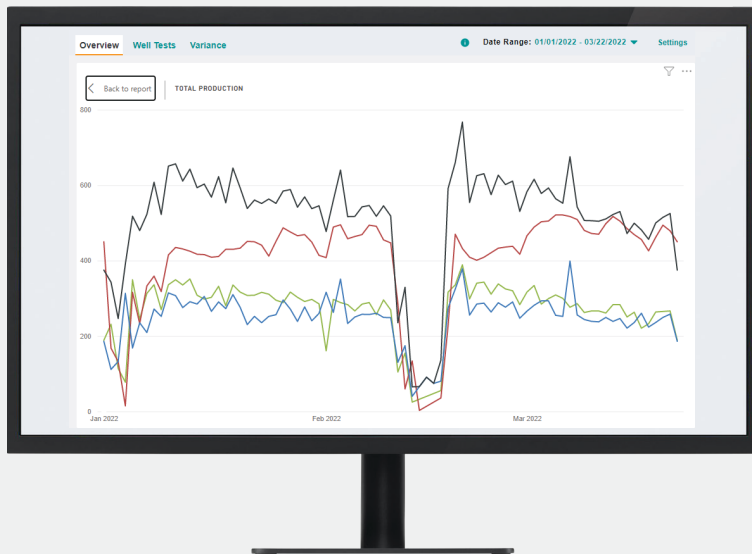 Overview Well Tests Variance Date Range: 01/01/2022 - 03/22/2022 Settings
Back to report TOTAL PRODUCTION
800
600
400
200
0
Jan 2022 Feb 2022 Mar 2022